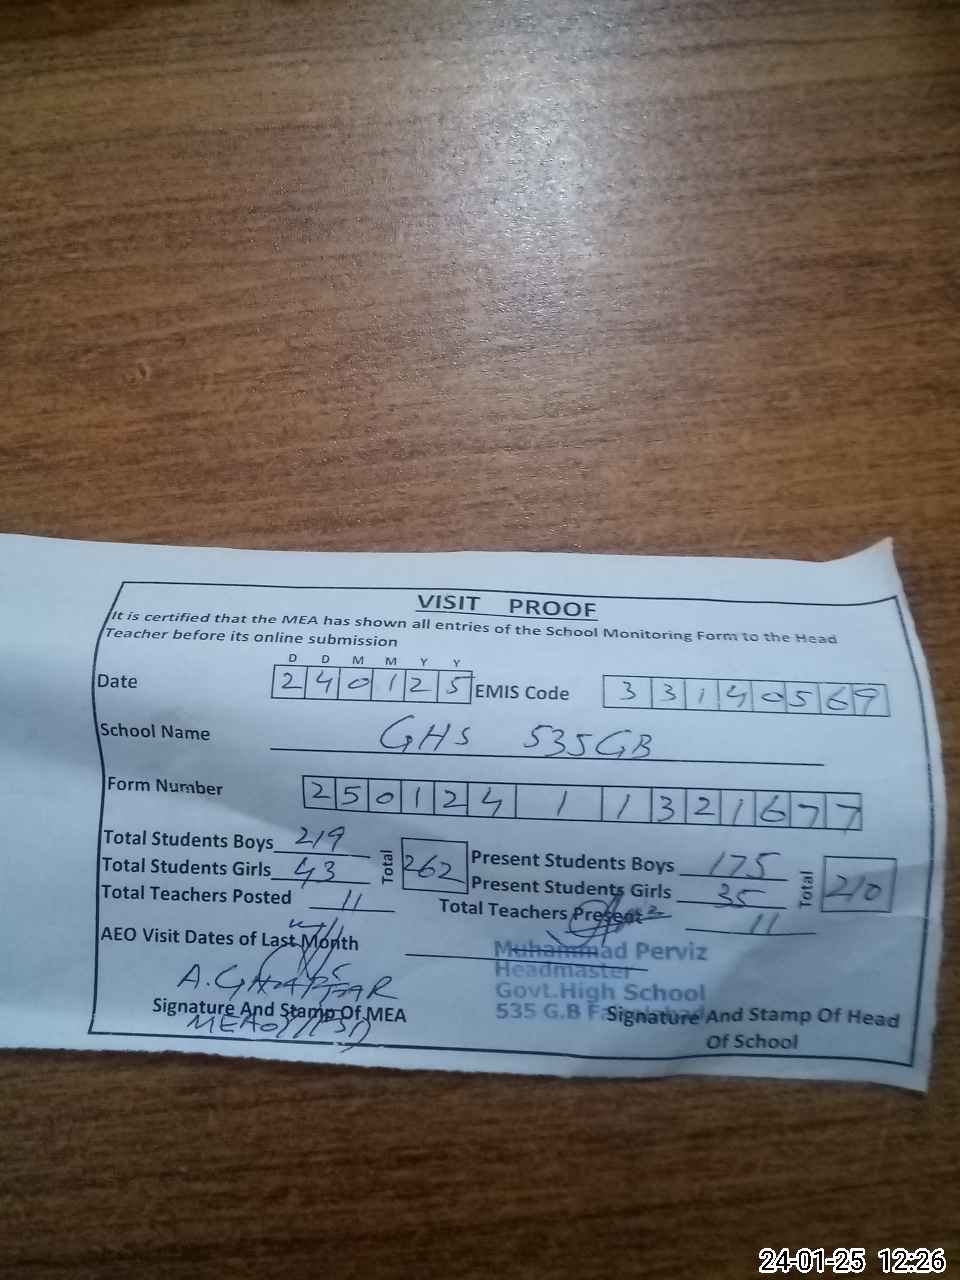 VISIT PROOF
It is certified that the MEA has shown all entries of the School Monitoring Form to the Head
Teacher before its online submission
D D M M Y Y
Date 2 4 0 1 2 5 EMIS Code 3 3 1 4 0 5 6 9
School Name GHS 535GB
Form Number 2 5 0 1 2 4 1 1 3 2 1 6 7 7
Total Students Boys 219 Total 262 Present Students Boys 175 Total 210
Total Students Girls 43 Present Students Girls 35
Total Teachers Posted 11 Total Teachers Present 11
AEO Visit Dates of Last Month
Muhammad Perviz
Headmaster
Govt.High School
535 G.B
A. GHAFFAR
Signature And Stamp Of MEA
Signature And Stamp Of Head
Of School
24-01-25 12:26